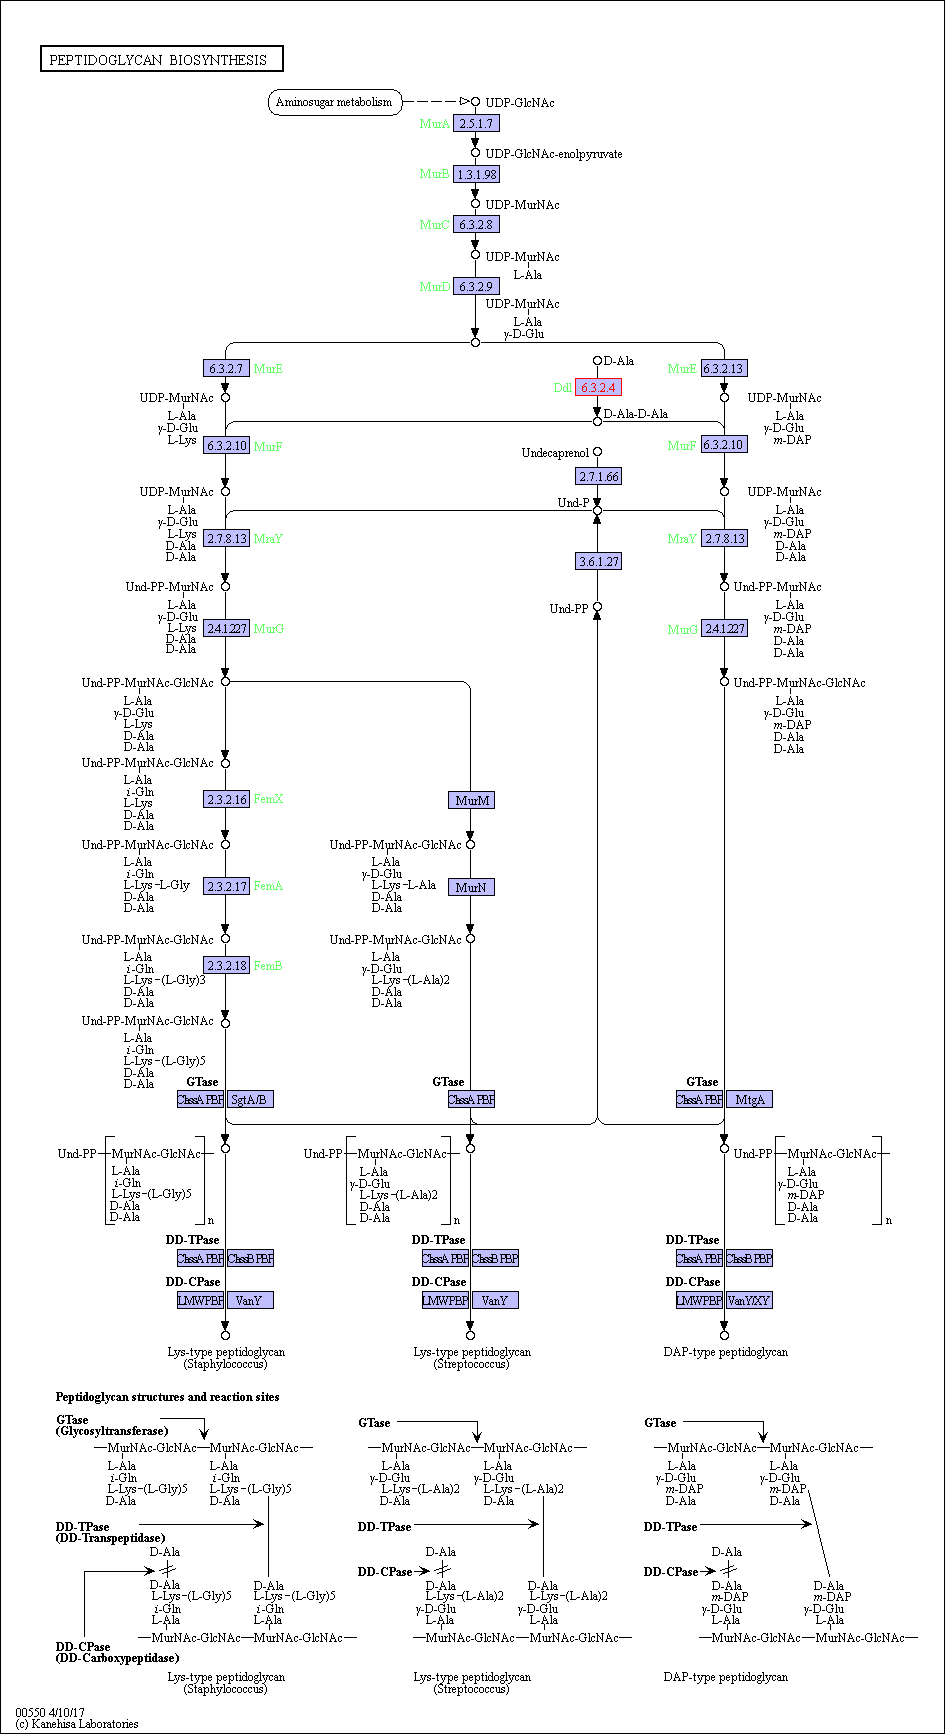 PEPTIDOGLYCAN BIOSYNTHESIS
Aminosugar metabolism
UDP-GlcNAc
MurA 2.5.1.7
UDP-GlcNAc-enolpyruvate
MurB 1.3.1.98
UDP-MurNAc
MurC 6.3.2.8
UDP-MurNAc
L-Ala
MurD 6.3.2.9
UDP-MurNAc
L-Ala
γ-D-Glu
6.3.2.7 MurE
D-Ala
Ddl 6.3.2.4
D-Ala-D-Ala
MurE 6.3.2.13
UDP-MurNAc
L-Ala
γ-D-Glu
L-Lys
UDP-MurNAc
L-Ala
γ-D-Glu
m-DAP
6.3.2.10 MurF
MurF 6.3.2.10
Undecaprenol
2.7.1.66
Und-P
UDP-MurNAc
L-Ala
γ-D-Glu
L-Lys
D-Ala
D-Ala
UDP-MurNAc
L-Ala
γ-D-Glu
m-DAP
D-Ala
D-Ala
2.7.8.13 MraY
3.6.1.27
MraY 2.7.8.13
Und-PP
Und-PP-MurNAc
L-Ala
γ-D-Glu
L-Lys
D-Ala
D-Ala
Und-PP-MurNAc
L-Ala
γ-D-Glu
m-DAP
D-Ala
D-Ala
2.4.1.227 MurG
MurG 2.4.1.227
Und-PP-MurNAc-GlcNAc
L-Ala
γ-D-Glu
L-Lys
D-Ala
D-Ala
Und-PP-MurNAc-GlcNAc
L-Ala
γ-D-Glu
m-DAP
D-Ala
D-Ala
Und-PP-MurNAc-GlcNAc
L-Ala
i-Gln
L-Lys
D-Ala
D-Ala
2.3.2.16 FemX
MurM
Und-PP-MurNAc-GlcNAc
L-Ala
i-Gln
L-Lys-L-Gly
D-Ala
D-Ala
2.3.2.17 FemA
Und-PP-MurNAc-GlcNAc
L-Ala
γ-D-Glu
L-Lys-L-Ala
D-Ala
D-Ala
MurN
Und-PP-MurNAc-GlcNAc
L-Ala
i-Gln
L-Lys-(L-Gly)3
D-Ala
D-Ala
2.3.2.18 FemB
Und-PP-MurNAc-GlcNAc
L-Ala
γ-D-Glu
L-Lys-(L-Ala)2
D-Ala
D-Ala
Und-PP-MurNAc-GlcNAc
L-Ala
i-Gln
L-Lys-(L-Gly)5
D-Ala
D-Ala
GTase
ClassA PBP SgtA/B
GTase
ClassA PBP
GTase
ClassA PBP MtgA
Und-PP MurNAc-GlcNAc
L-Ala
i-Gln
L-Lys-(L-Gly)5
D-Ala
D-Ala
n
Und-PP MurNAc-GlcNAc
L-Ala
γ-D-Glu
L-Lys-(L-Ala)2
D-Ala
D-Ala
n
Und-PP MurNAc-GlcNAc
L-Ala
γ-D-Glu
m-DAP
D-Ala
D-Ala
n
DD-TPase
ClassA PBP ClassB PBP
DD-CPase
LMWPBP VanY
DD-TPase
ClassA PBP ClassB PBP
DD-CPase
LMWPBP VanY
DD-TPase
ClassA PBP ClassB PBP
DD-CPase
LMWPBP VanY/XY
Lys-type peptidoglycan
(Staphylococcus)
Lys-type peptidoglycan
(Streptococcus)
DAP-type peptidoglycan
Peptidoglycan structures and reaction sites
GTase
(Glycosyltransferase)
MurNAc-GlcNAc MurNAc-GlcNAc
L-Ala L-Ala
i-Gln i-Gln
L-Lys-(L-Gly)5 L-Lys-(L-Gly)5
D-Ala D-Ala
DD-TPase
(DD-Transpeptidase)
D-Ala
D-Ala D-Ala
L-Lys-(L-Gly)5 L-Lys-(L-Gly)5
i-Gln i-Gln
L-Ala L-Ala
MurNAc-GlcNAc MurNAc-GlcNAc
DD-CPase
(DD-Carboxypeptidase)
Lys-type peptidoglycan
(Staphylococcus)
GTase
MurNAc-GlcNAc MurNAc-GlcNAc
L-Ala L-Ala
γ-D-Glu γ-D-Glu
L-Lys-(L-Ala)2 L-Lys-(L-Ala)2
D-Ala D-Ala
DD-TPase
D-Ala
DD-CPase
D-Ala D-Ala
L-Lys-(L-Ala)2 L-Lys-(L-Ala)2
γ-D-Glu γ-D-Glu
L-Ala L-Ala
MurNAc-GlcNAc MurNAc-GlcNAc
Lys-type peptidoglycan
(Streptococcus)
GTase
MurNAc-GlcNAc MurNAc-GlcNAc
L-Ala L-Ala
γ-D-Glu γ-D-Glu
m-DAP m-DAP
D-Ala D-Ala
DD-TPase
D-Ala
DD-CPase
D-Ala D-Ala
m-DAP m-DAP
γ-D-Glu γ-D-Glu
L-Ala L-Ala
MurNAc-GlcNAc MurNAc-GlcNAc
DAP-type peptidoglycan
00550 4/10/17
(c) Kanehisa Laboratories